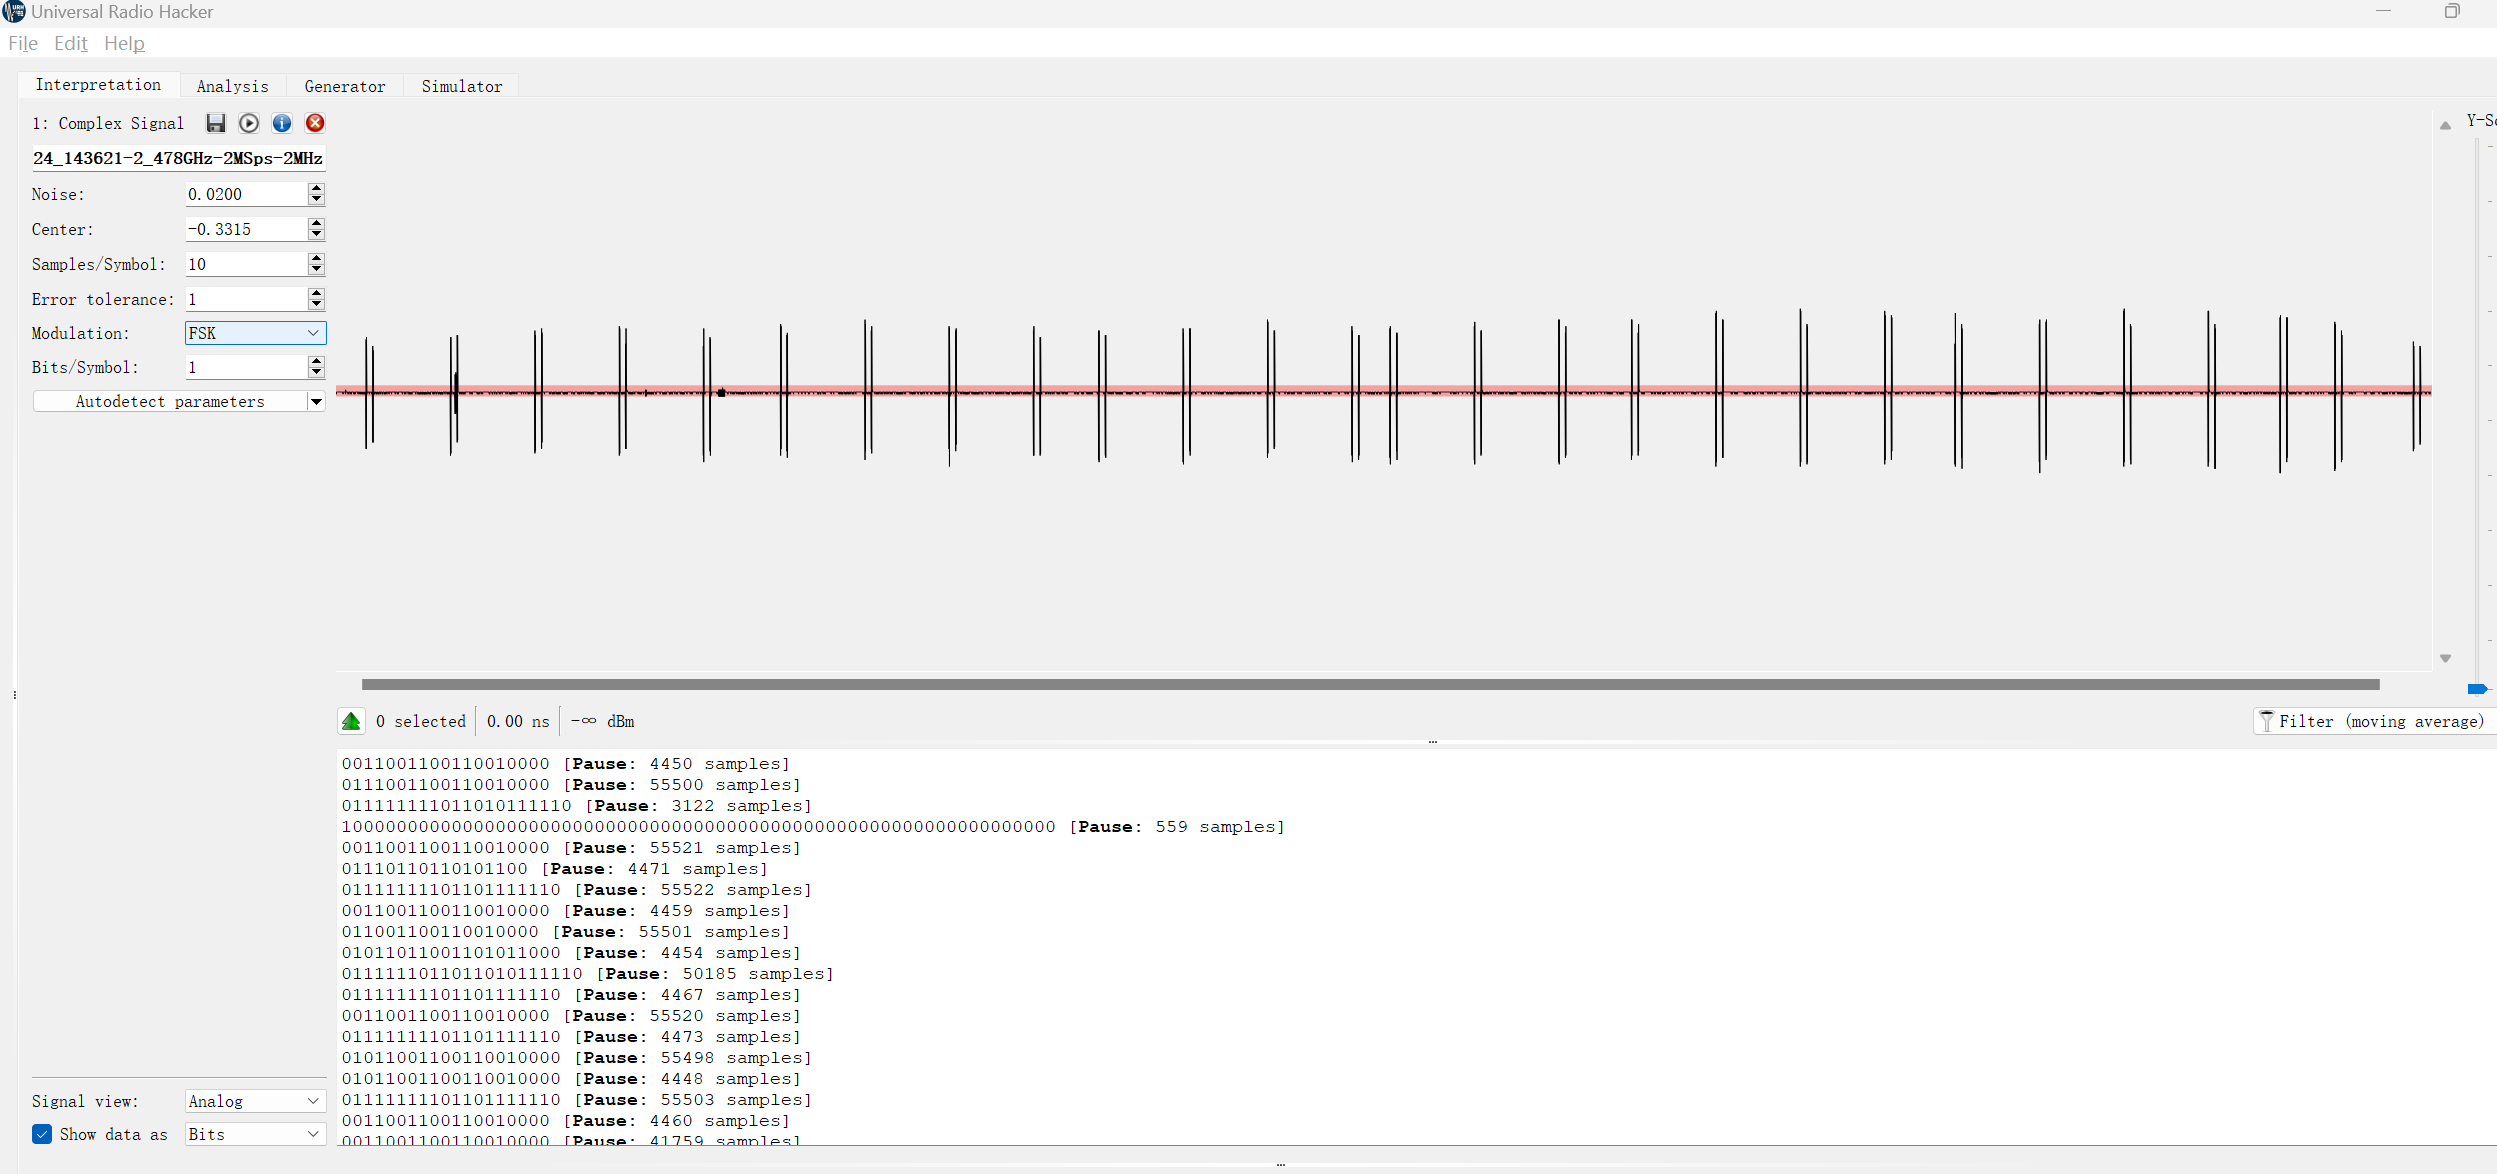 Universal Radio Hacker
File Edit Help
Interpretation Analysis Generator Simulator
1: Complex Signal
24_143621-2_478GHz-2MSps-2MHz
Noise: 0.0200
Center: -0.3315
Samples/Symbol: 10
Error tolerance: 1
Modulation: FSK
Bits/Symbol: 1
Autodetect parameters
Y-Sc
0 selected 0.00 ns -∞ dBm
Filter (moving average)
0011001100110010000 [Pause: 4450 samples]
0111001100110010000 [Pause: 55500 samples]
011111111011010111110 [Pause: 3122 samples]
10000000000000000000000000000000000000000000000000000000000000000 [Pause: 559 samples]
0011001100110010000 [Pause: 55521 samples]
01110110110101100 [Pause: 4471 samples]
01111111101101111110 [Pause: 55522 samples]
0011001100110010000 [Pause: 4459 samples]
011001100110010000 [Pause: 55501 samples]
01011011001101011000 [Pause: 4454 samples]
0111111011011010111110 [Pause: 50185 samples]
01111111101101111110 [Pause: 4467 samples]
0011001100110010000 [Pause: 55520 samples]
01111111101101111110 [Pause: 4473 samples]
01011001100110010000 [Pause: 55498 samples]
01011001100110010000 [Pause: 4448 samples]
01111111101101111110 [Pause: 55503 samples]
0011001100110010000 [Pause: 4460 samples]
0011001100110010000 [Pause: 41759 samples]
Signal view: Analog
Show data as Bits